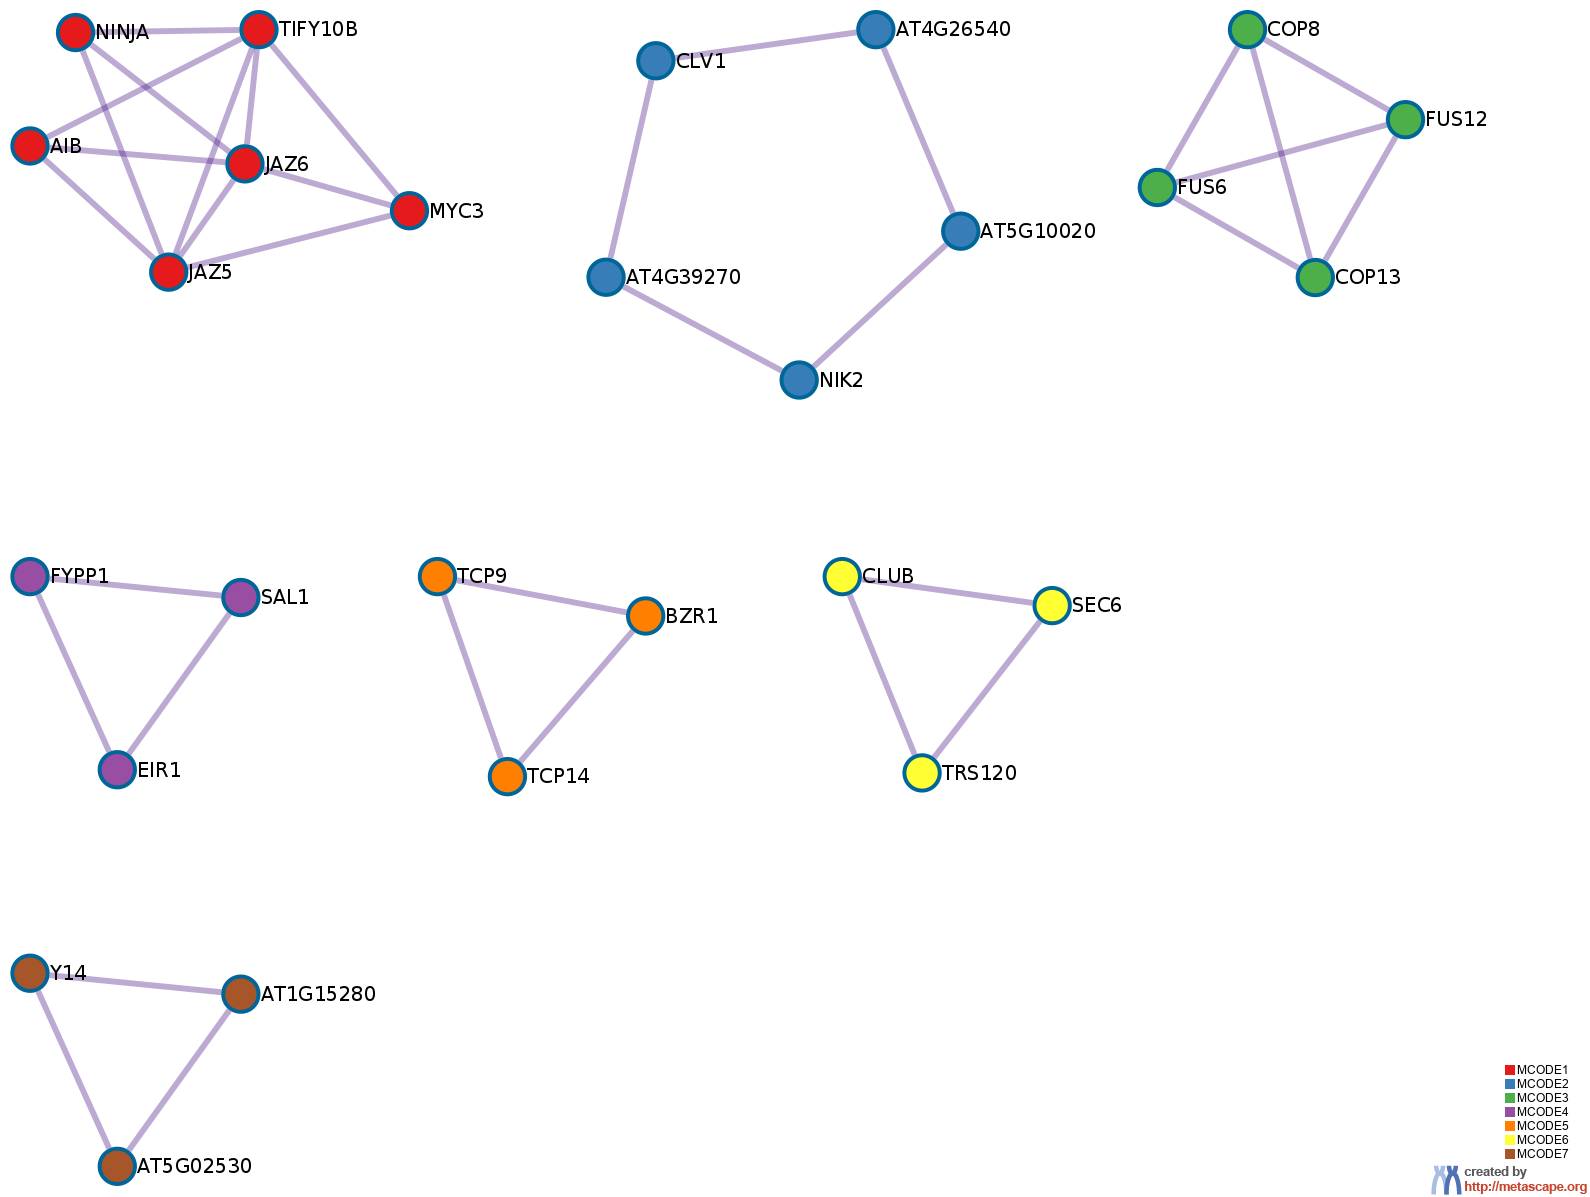 NINJA
TIFY10B
AIB
JAZ6
MYC3
JAZ5
CLV1
AT4G26540
AT5G10020
AT4G39270
NIK2
COP8
FUS12
FUS6
COP13
FYPP1
SAL1
EIR1
TCP9
BZR1
TCP14
CLUB
SEC6
TRS120
Y14
AT1G15280
AT5G02530
MCODE1
MCODE2
MCODE3
MCODE4
MCODE5
MCODE6
MCODE7
created by
http://metascape.org